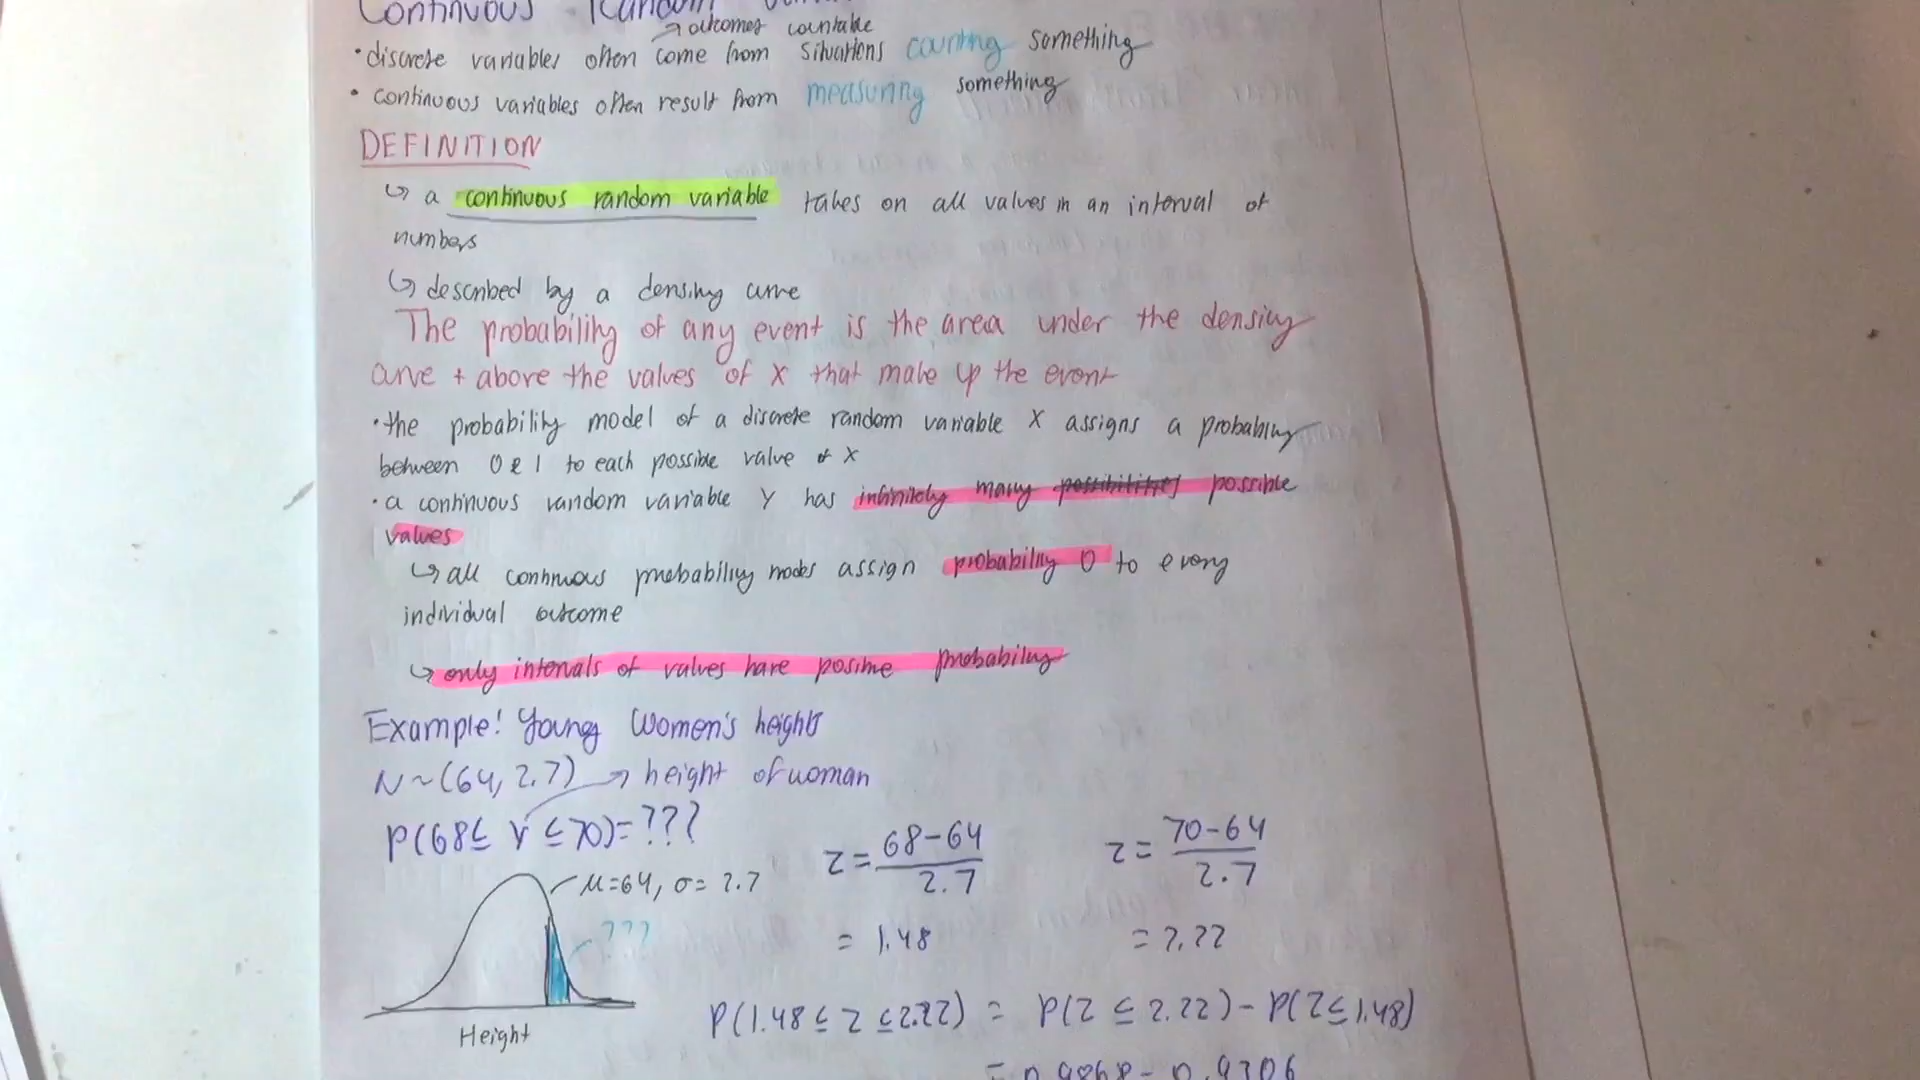 Continuous Random
→ outcomes countable
• discrete variables often come from situations counting something
• continuous variables often result from measuring something
DEFINITION
↳ a continuous random variable takes on all values in an interval of
numbers
↳ described by a density curve
The probability of any event is the area under the density
curve + above the values of x that make up the event
• the probability model of a discrete random variable X assigns a probability
between 0 & 1 to each possible value of X
• a continuous random variable Y has infinitely many possibilities possible
values
↳ all continuous probability models assign probability 0 to every
individual outcome
↳ only intervals of values have positive probability
Example! Young Women's heights
N~(64, 2.7) → height of woman
P(68≤ Y ≤70)=???
z = 68-64 / 2.7
z = 70-64 / 2.7
μ=64, σ= 2.7
???
= 1.48
= 2.22
Height
P(1.48 ≤ z ≤ 2.22) = P(z ≤ 2.22) - P(z ≤ 1.48)
= 0.9868 - 0.9306